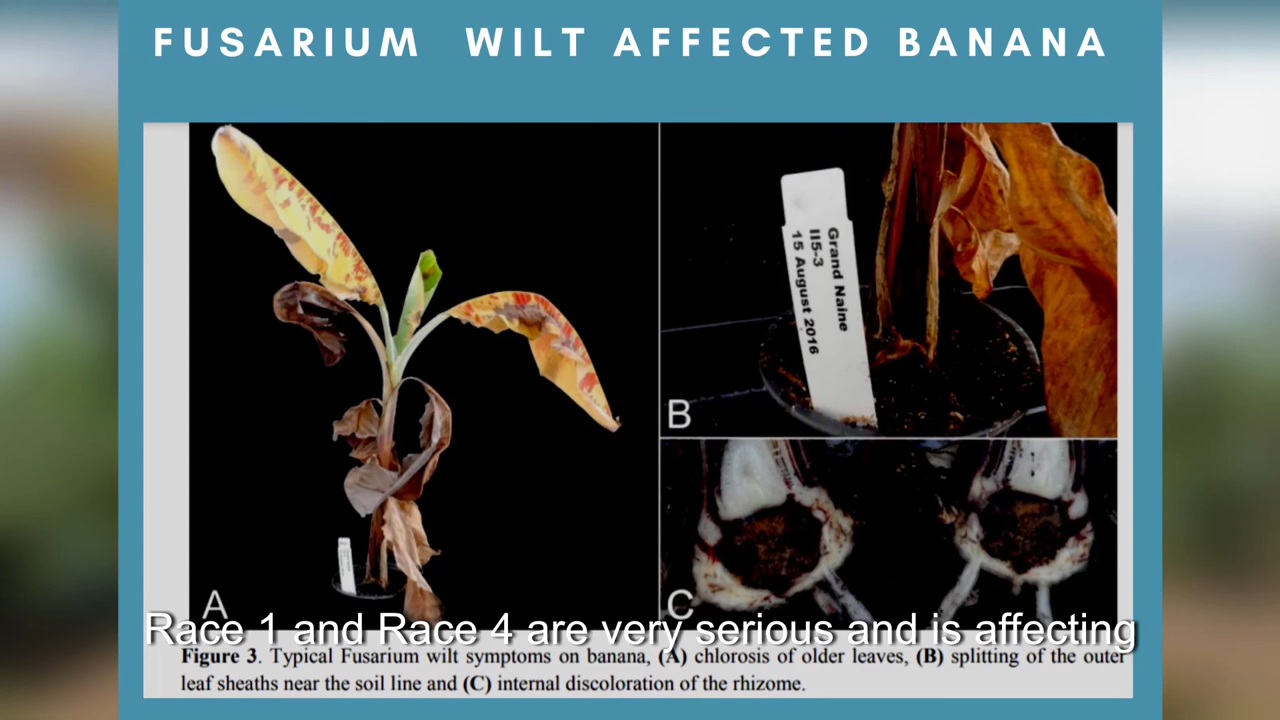 FUSARIUM WILT AFFECTED BANANA
Grand Naine
II5-3
15 August 2016
A
B
C
Race 1 and Race 4 are very serious and is affecting
Figure 3. Typical Fusarium wilt symptoms on banana, (A) chlorosis of older leaves, (B) splitting of the outer
leaf sheaths near the soil line and (C) internal discoloration of the rhizome.